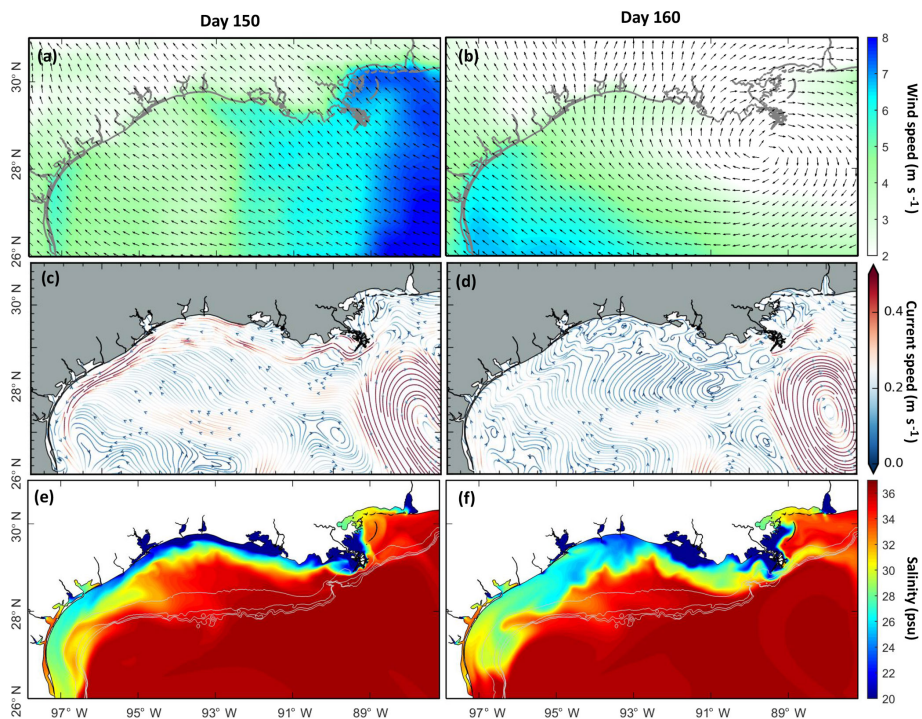 Day 150 Day 160
(a) (b)
30° N 28° N 26° N
8 7 6 5 4 3 2
Wind speed (m s -1)
(c) (d)
30° N 28° N 26° N
0.4 0.2 0.0
Current speed (m s-1)
(e) (f)
30° N 28° N 26° N
36 34 32 30 28 26 24 22 20
Salinity (psu)
97° W 95° W 93° W 91° W 89° W 97° W 95° W 93° W 91° W 89° W